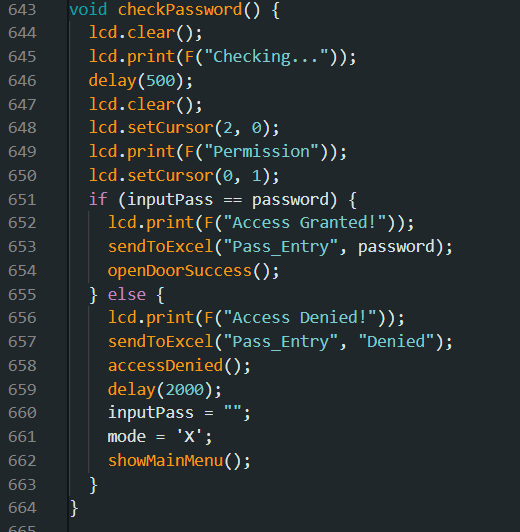 643 void checkPassword() {
644   lcd.clear();
645   lcd.print(F("Checking..."));
646   delay(500);
647   lcd.clear();
648   lcd.setCursor(2, 0);
649   lcd.print(F("Permission"));
650   lcd.setCursor(0, 1);
651   if (inputPass == password) {
652     lcd.print(F("Access Granted!"));
653     sendToExcel("Pass_Entry", password);
654     openDoorSuccess();
655   } else {
656     lcd.print(F("Access Denied!"));
657     sendToExcel("Pass_Entry", "Denied");
658     accessDenied();
659     delay(2000);
660     inputPass = "";
661     mode = 'X';
662     showMainMenu();
663   }
664 }
665